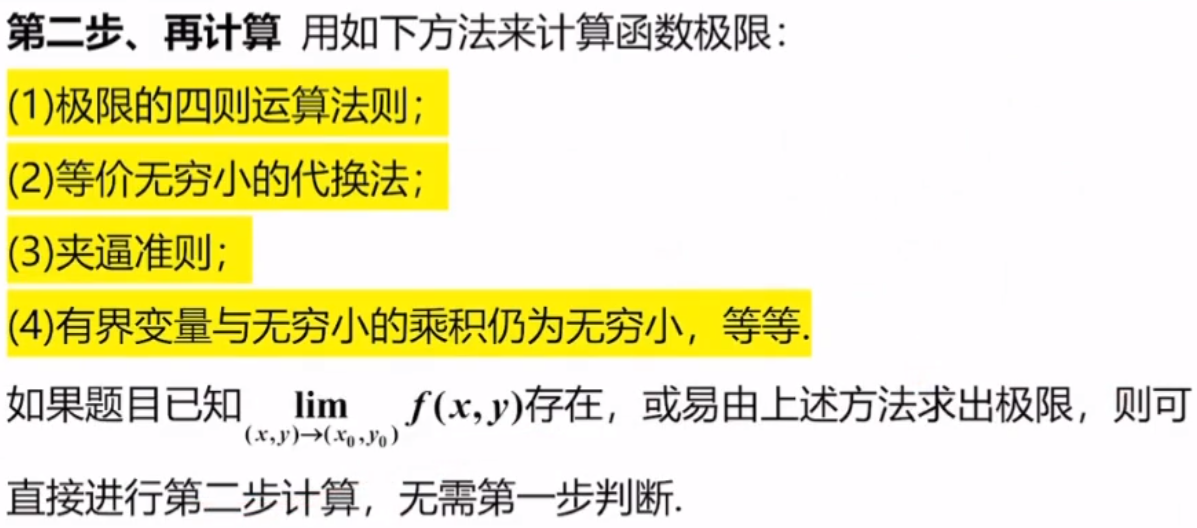 第二步、再计算 用如下方法来计算函数极限：
(1)极限的四则运算法则；
(2)等价无穷小的代换法；
(3)夹逼准则；
(4)有界变量与无穷小的乘积仍为无穷小，等等.
如果题目已知 lim f(x,y)存在，或易由上述方法求出极限，则可
(x,y)→(x₀,y₀)
直接进行第二步计算，无需第一步判断.